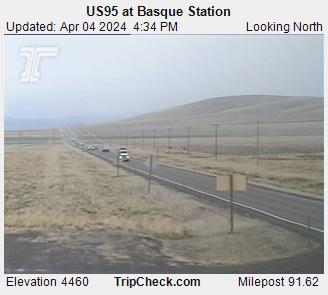 US95 at Basque Station
Updated: Apr 04 2024 4:34 PM Looking North
Elevation 4460 TripCheck.com Milepost 91.62